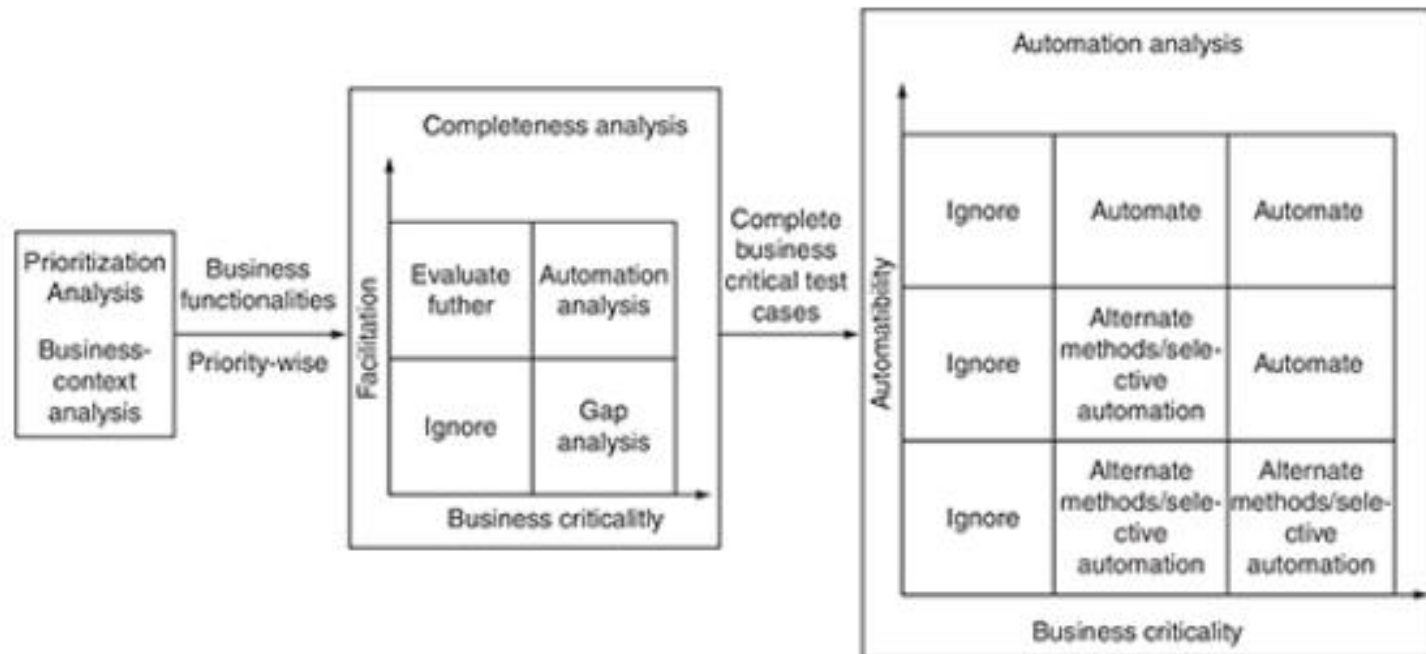 Prioritization
Analysis
Business-
context
analysis
Business
functionalities
Priority-wise
Completeness analysis
Facilitation
Evaluate
futher
Automation
analysis
Ignore
Gap
analysis
Business criticalitly
Complete
business
critical test
cases
Automation analysis
Automatibility
Ignore
Automate
Automate
Ignore
Alternate
methods/sele-
ctive
automation
Automate
Ignore
Alternate
methods/sele-
ctive
automation
Alternate
methods/sele-
ctive
automation
Business criticality